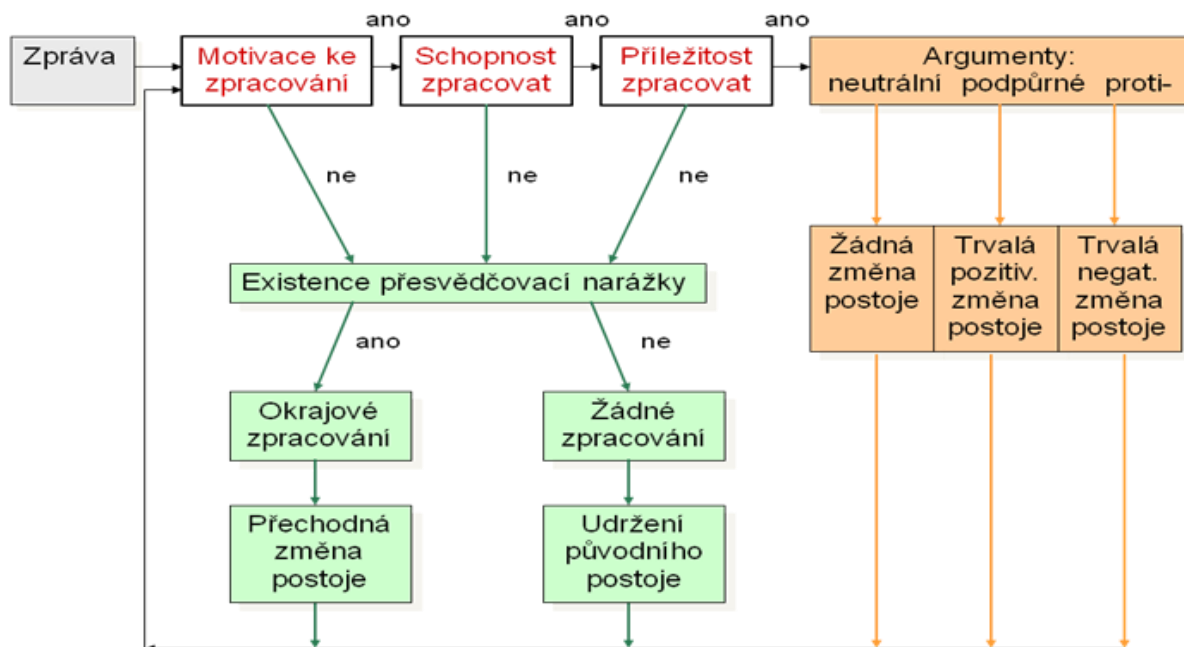 ano
ano
ano
Zpráva
Motivace ke
zpracování
Schopnost
zpracovat
Příležitost
zpracovat
Argumenty:
neutrální podpůrné proti-
ne
ne
ne
Existence přesvědčovací narážky
Žádná
změna
postoje
Trvalá
pozitiv.
změna
postoje
Trvalá
negat.
změna
postoje
ano
ne
Okrajové
zpracování
Žádné
zpracování
Přechodná
změna
postoje
Udržení
původního
postoje